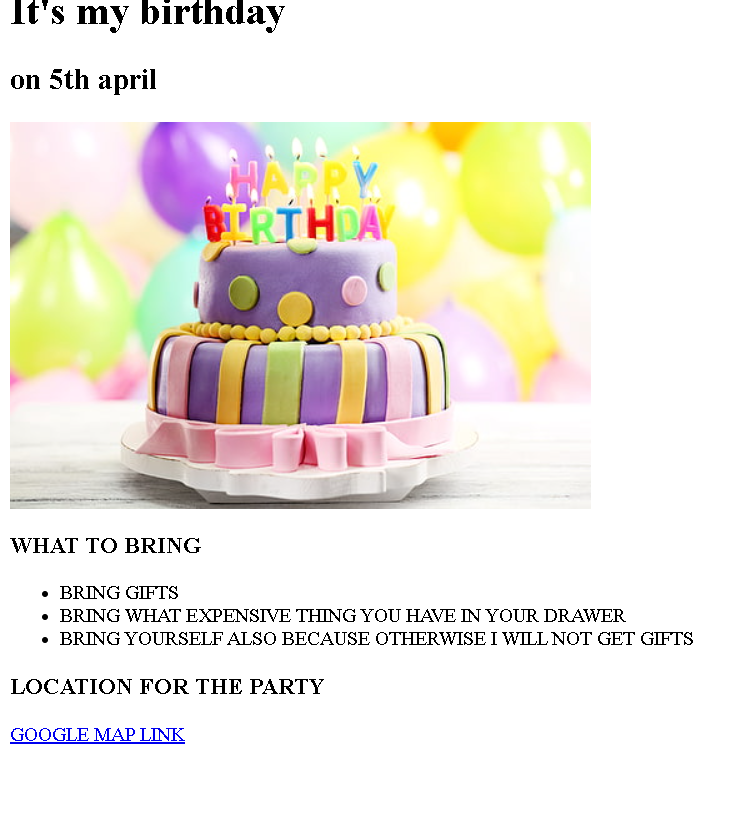 It's my birthday
on 5th april
HAPPY
BIRTHDAY
WHAT TO BRING
BRING GIFTS
BRING WHAT EXPENSIVE THING YOU HAVE IN YOUR DRAWER
BRING YOURSELF ALSO BECAUSE OTHERWISE I WILL NOT GET GIFTS
LOCATION FOR THE PARTY
GOOGLE MAP LINK